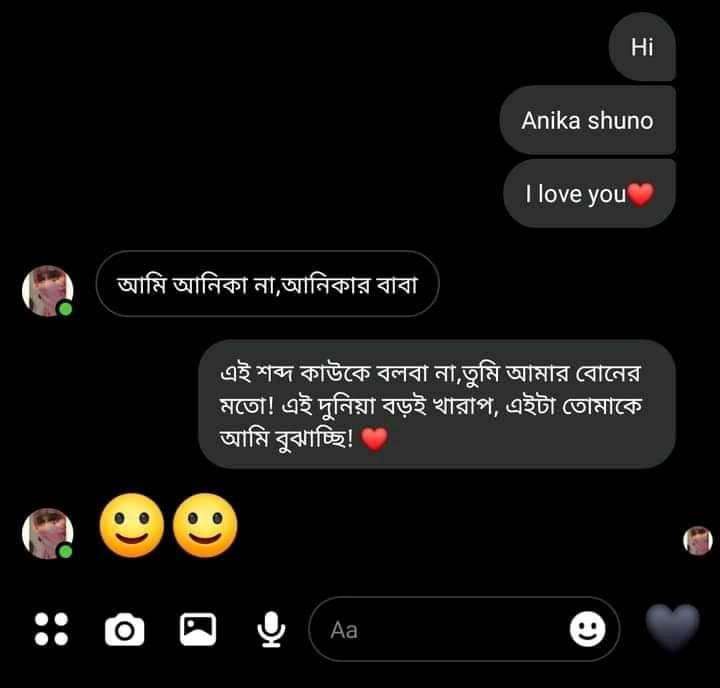 Hi
Anika shuno
I love you❤️
আমি আনিকা না,আনিকার বাবা
এই শব্দ কাউকে বলবা না,তুমি আমার বোনের
মতো! এই দুনিয়া বড়ই খারাপ, এইটা তোমাকে
আমি বুঝাচ্ছি! ❤️
🙂🙂
Aa